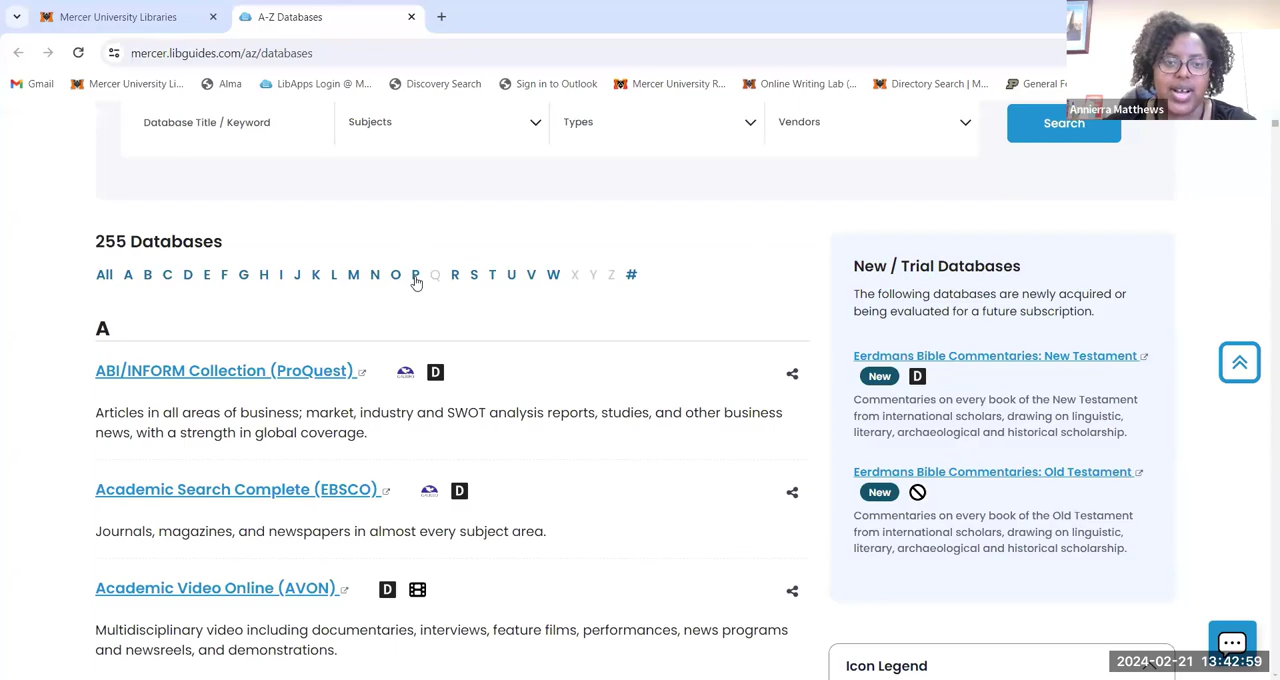 Mercer University Libraries
A-Z Databases
mercer.libguides.com/az/databases
Gmail
Mercer University Li...
Alma
LibApps Login @ M...
Discovery Search
Sign in to Outlook
Mercer University R...
Online Writing Lab (...
Directory Search | M...
General F
Annierra Matthews
Database Title / Keyword
Subjects
Types
Vendors
Search
255 Databases
All A B C D E F G H I J K L M N O P Q R S T U V W X Y Z #
A
ABI/INFORM Collection (ProQuest)
D
Articles in all areas of business; market, industry and SWOT analysis reports, studies, and other business
news, with a strength in global coverage.
Academic Search Complete (EBSCO)
D
Journals, magazines, and newspapers in almost every subject area.
Academic Video Online (AVON)
D
Multidisciplinary video including documentaries, interviews, feature films, performances, news programs
and newsreels, and demonstrations.
New / Trial Databases
The following databases are newly acquired or
being evaluated for a future subscription.
Eerdmans Bible Commentaries: New Testament
New D
Commentaries on every book of the New Testament
from international scholars, drawing on linguistic,
literary, archaeological and historical scholarship.
Eerdmans Bible Commentaries: Old Testament
New
Commentaries on every book of the Old Testament
from international scholars, drawing on linguistic,
literary, archaeological and historical scholarship.
Icon Legend
2024-02-21 13:42:59